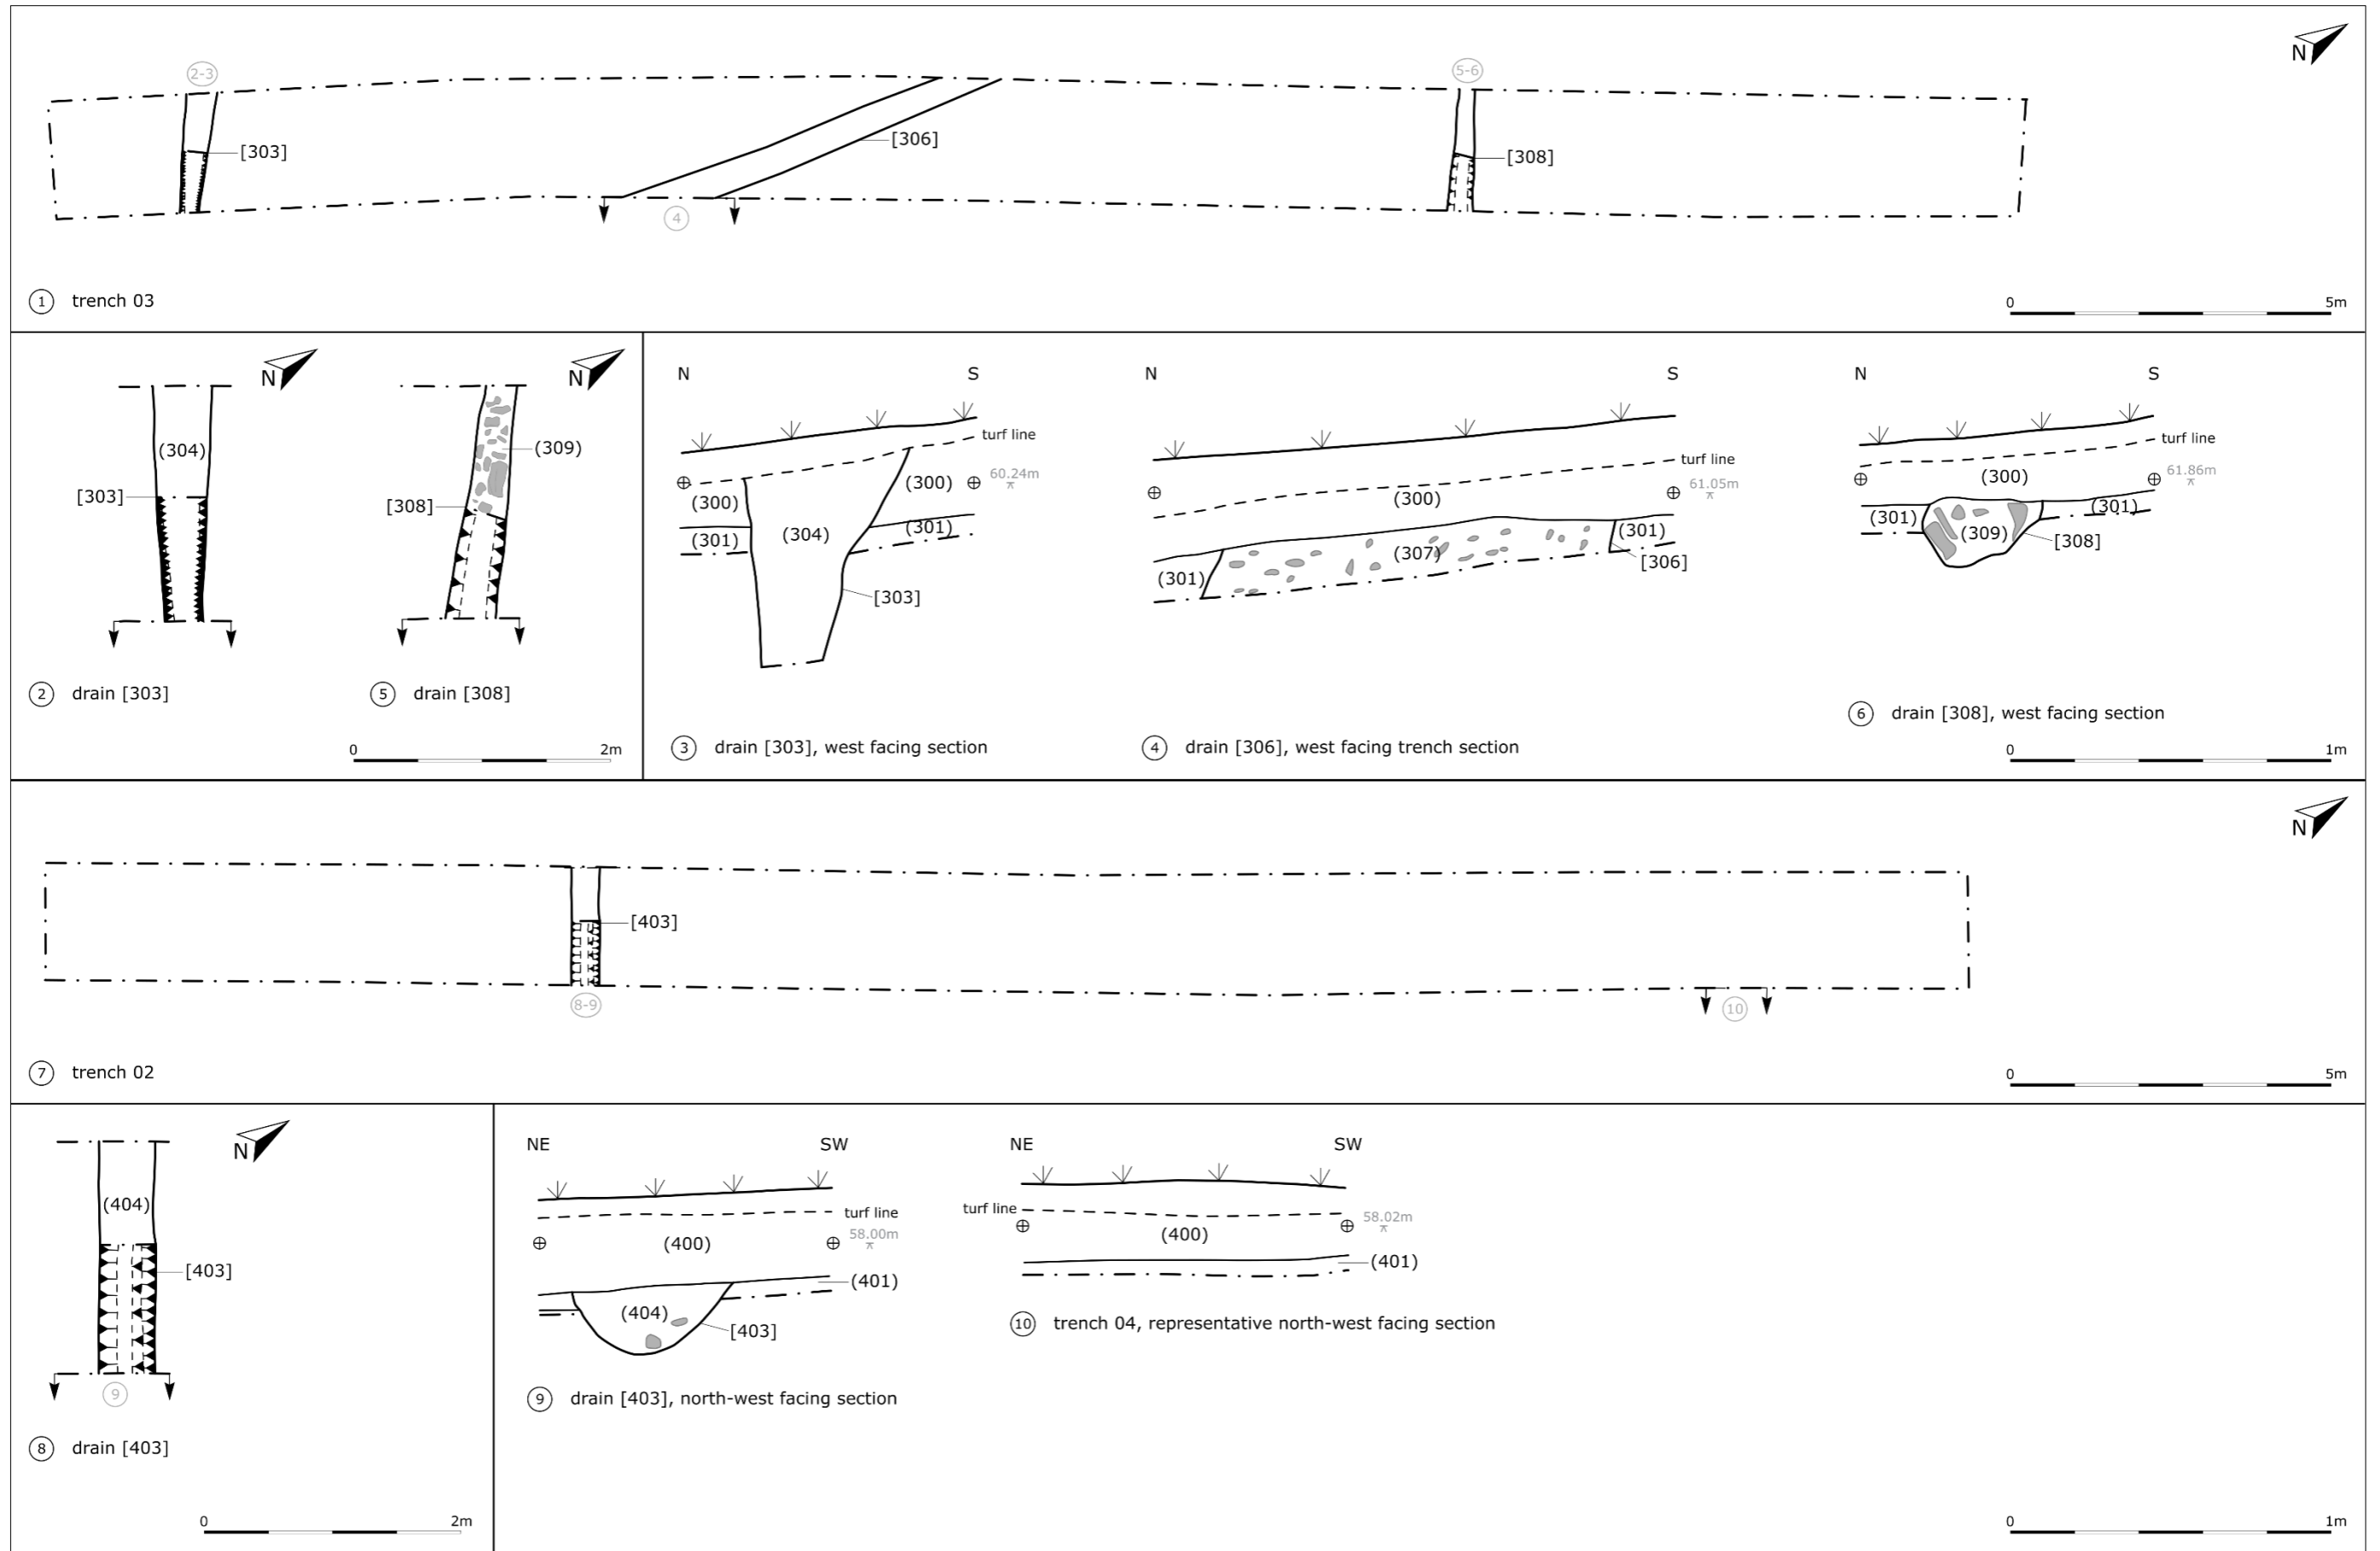 N
2-3
5-6
[303]
[306]
[308]
4
1 trench 03
0 5m
N
(304)
[303]
2 drain [303]
N
(309)
[308]
5 drain [308]
0 2m
N S
turf line
60.24m
(300)
(300)
(301)
(301)
(304)
[303]
3 drain [303], west facing section
N S
turf line
61.05m
(300)
(301)
(307)
(301)
[306]
4 drain [306], west facing trench section
N S
turf line
61.86m
(300)
(301)
(301)
(309)
[308]
6 drain [308], west facing section
0 1m
N
[403]
8-9
10
7 trench 02
0 5m
N
(404)
[403]
9
8 drain [403]
0 2m
NE SW
turf line
58.00m
(400)
(401)
(404)
[403]
9 drain [403], north-west facing section
NE SW
turf line
58.02m
(400)
(401)
10 trench 04, representative north-west facing section
0 1m